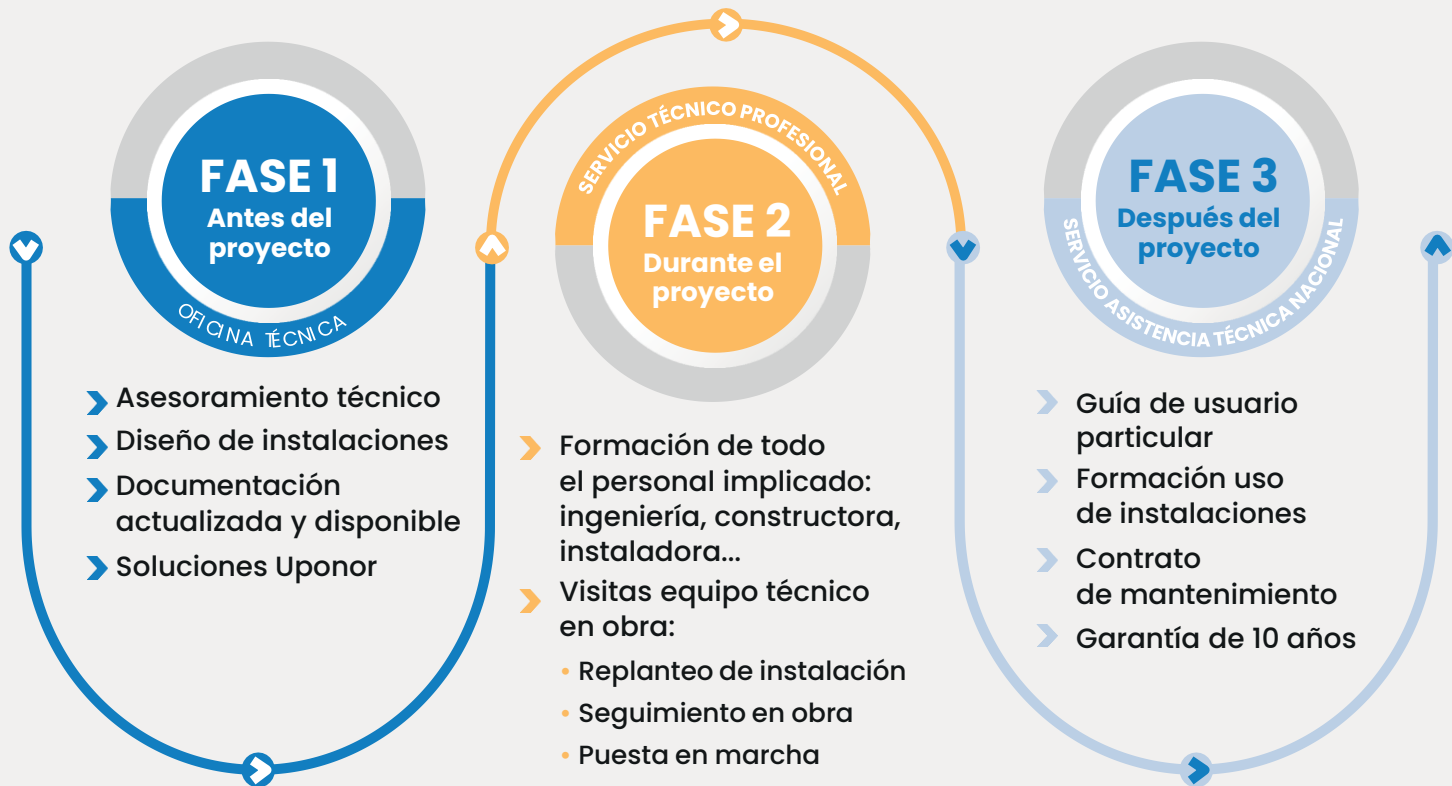 FASE 1
Antes del
proyecto
OFICINA TÉCNICA
Asesoramiento técnico
Diseño de instalaciones
Documentación
actualizada y disponible
Soluciones Uponor
SERVICIO TÉCNICO PROFESIONAL
FASE 2
Durante el
proyecto
Formación de todo
el personal implicado:
ingeniería, constructora,
instaladora...
Visitas equipo técnico
en obra:
• Replanteo de instalación
• Seguimiento en obra
• Puesta en marcha
FASE 3
Después del
proyecto
SERVICIO ASISTENCIA TÉCNICA NACIONAL
Guía de usuario
particular
Formación uso
de instalaciones
Contrato
de mantenimiento
Garantía de 10 años